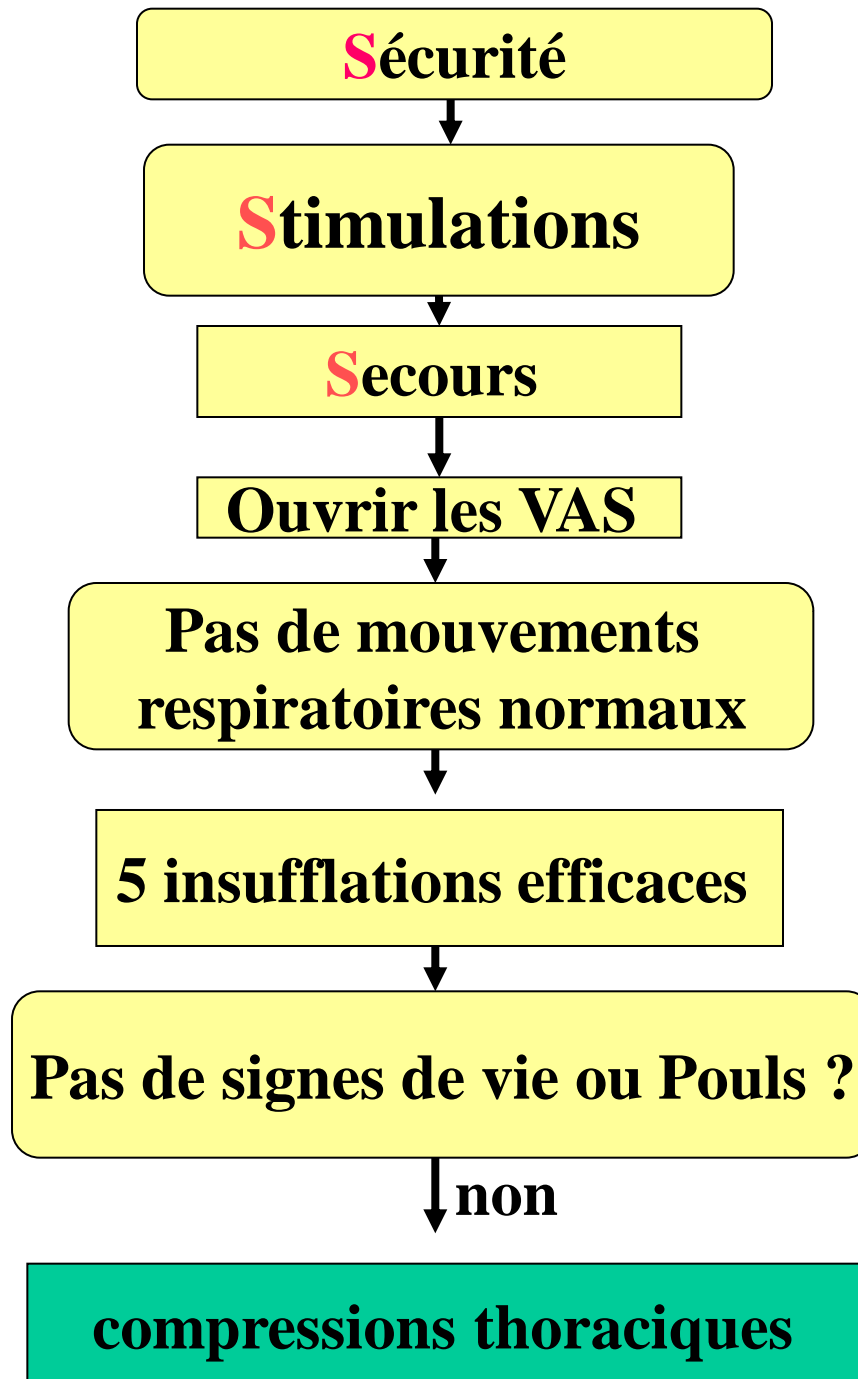 Sécurité
Stimulations
Secours
Ouvrir les VAS
Pas de mouvements
respiratoires normaux
5 insufflations efficaces
Pas de signes de vie ou Pouls ?
non
compressions thoraciques